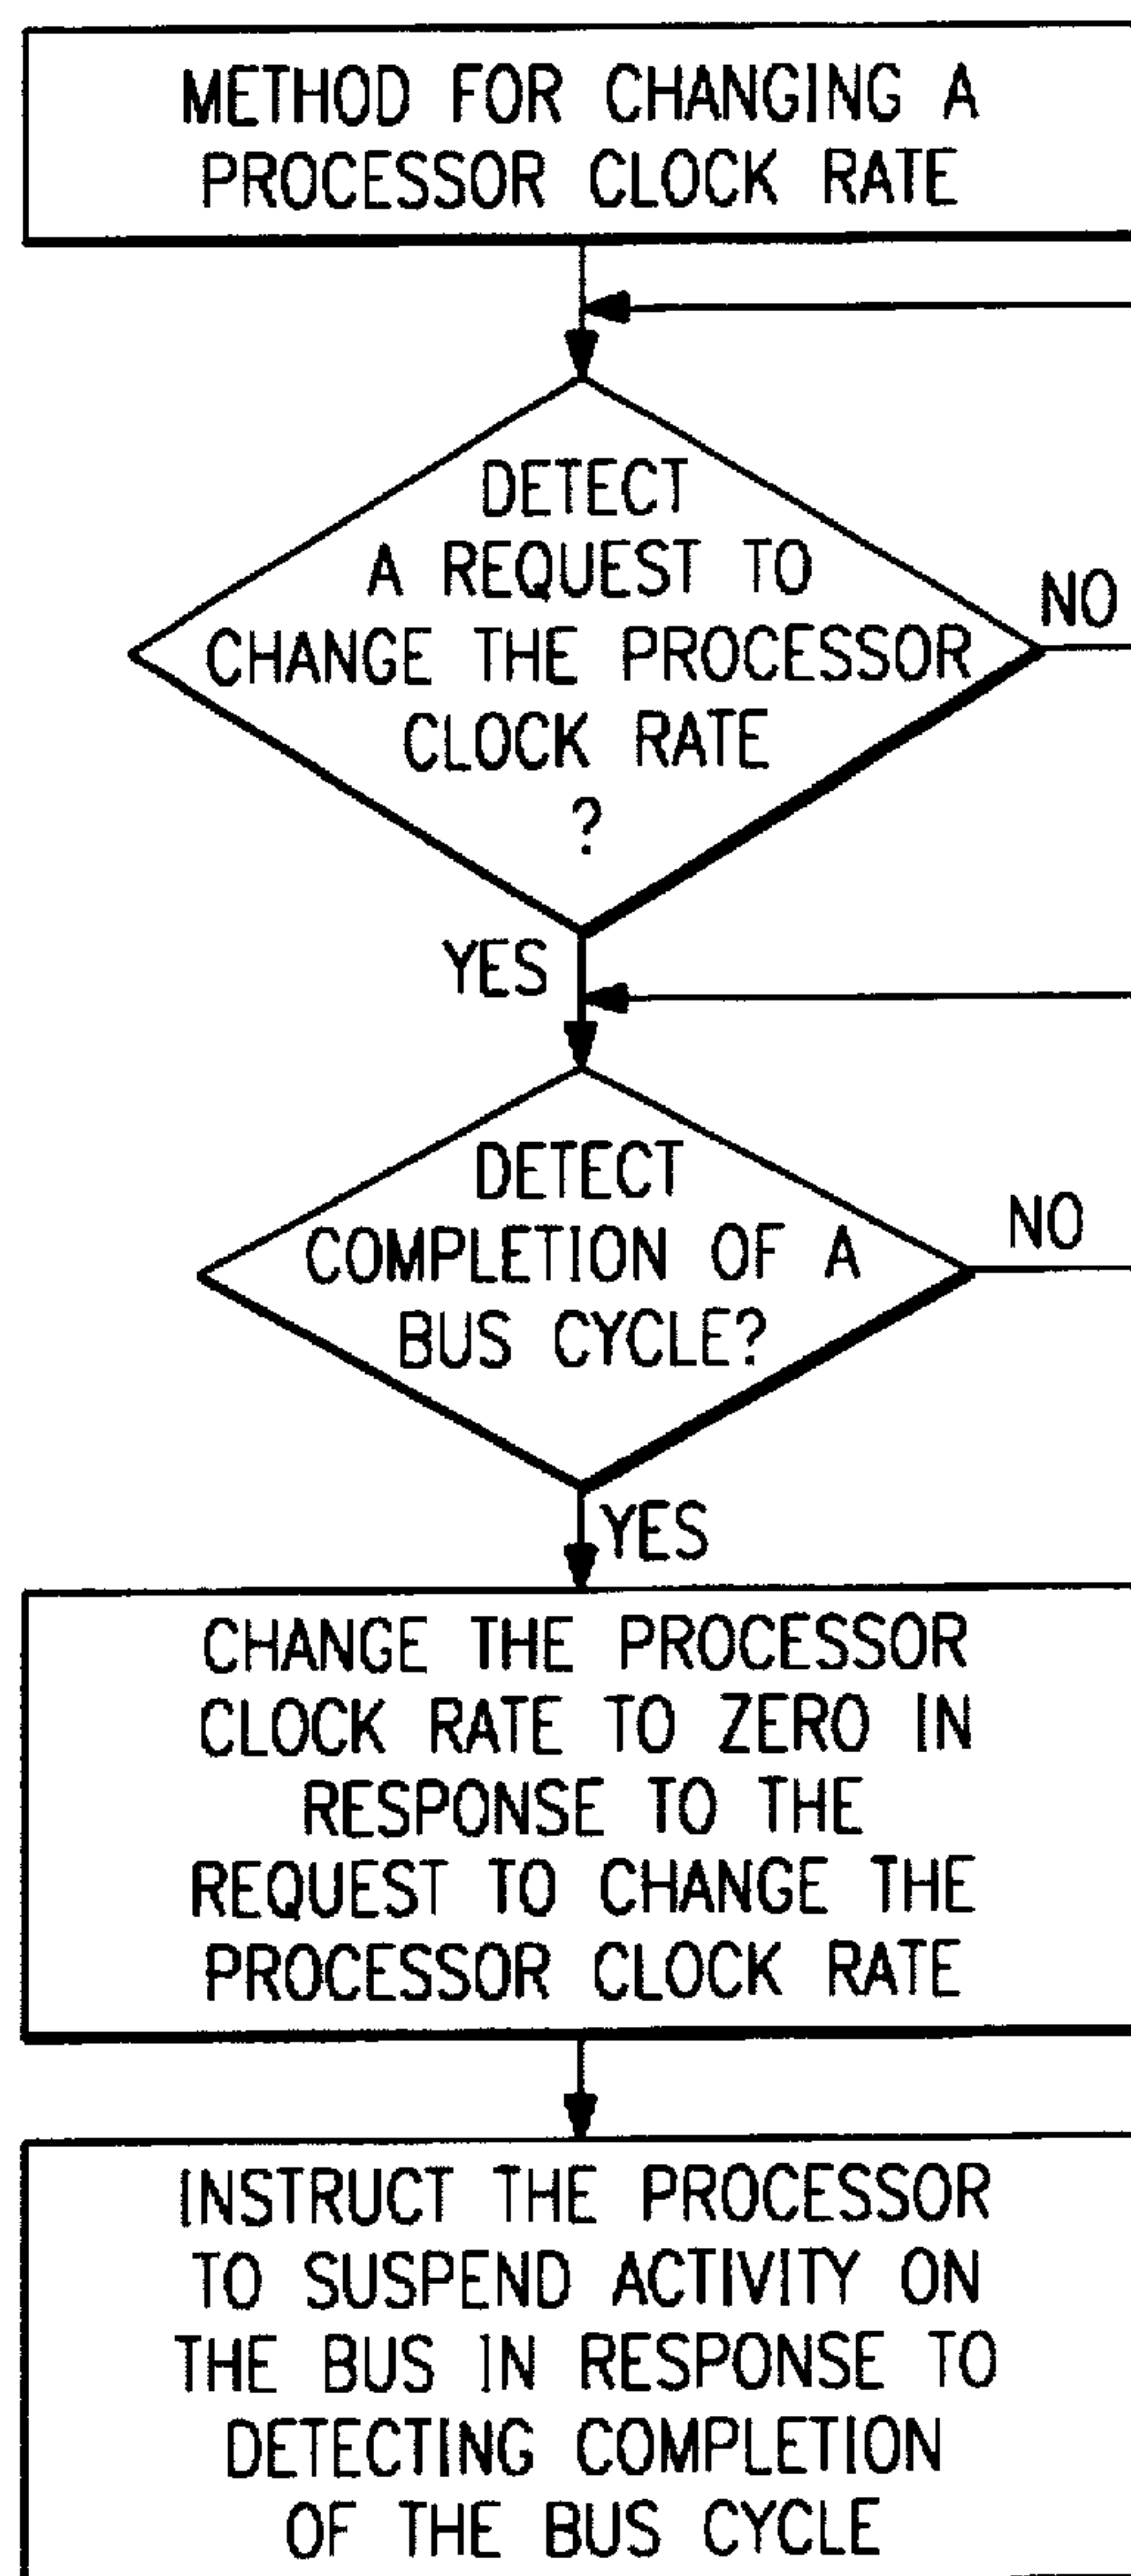 METHOD FOR CHANGING A
PROCESSOR CLOCK RATE
DETECT
A REQUEST TO
CHANGE THE PROCESSOR
CLOCK RATE
?
NO
YES
DETECT
COMPLETION OF A
BUS CYCLE?
NO
YES
CHANGE THE PROCESSOR
CLOCK RATE TO ZERO IN
RESPONSE TO THE
REQUEST TO CHANGE THE
PROCESSOR CLOCK RATE
INSTRUCT THE PROCESSOR
TO SUSPEND ACTIVITY ON
THE BUS IN RESPONSE TO
DETECTING COMPLETION
OF THE BUS CYCLE